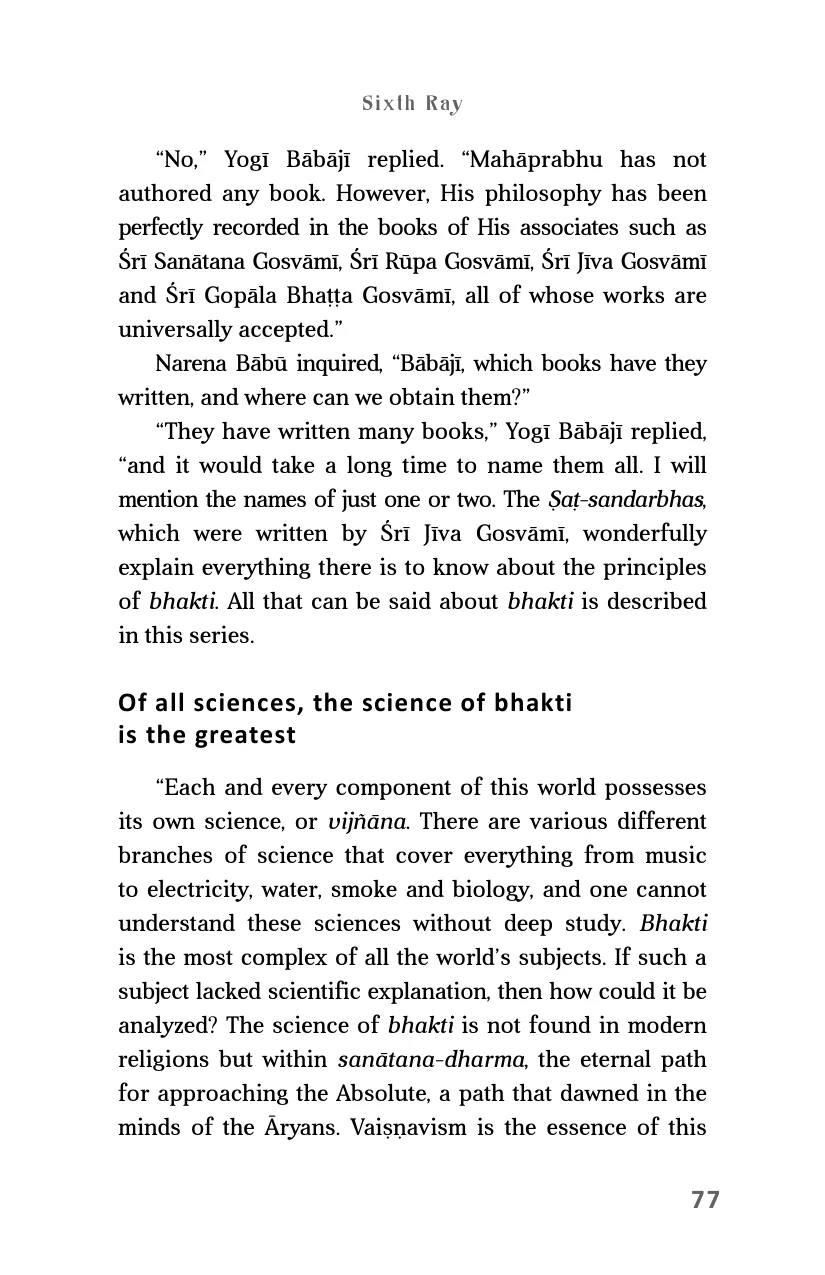 Sixth Ray
“No,” Yogī Bābājī replied. “Mahāprabhu has not
authored any book. However, His philosophy has been
perfectly recorded in the books of His associates such as
Śrī Sanātana Gosvāmī, Śrī Rūpa Gosvāmī, Śrī Jīva Gosvāmī
and Śrī Gopāla Bhaṭṭa Gosvāmī, all of whose works are
universally accepted.”
Narena Bābū inquired, “Bābājī, which books have they
written, and where can we obtain them?”
“They have written many books,” Yogī Bābājī replied,
“and it would take a long time to name them all. I will
mention the names of just one or two. The Ṣaṭ-sandarbhas,
which were written by Śrī Jīva Gosvāmī, wonderfully
explain everything there is to know about the principles
of bhakti. All that can be said about bhakti is described
in this series.
Of all sciences, the science of bhakti
is the greatest
“Each and every component of this world possesses
its own science, or vijñāna. There are various different
branches of science that cover everything from music
to electricity, water, smoke and biology, and one cannot
understand these sciences without deep study. Bhakti
is the most complex of all the world’s subjects. If such a
subject lacked scientific explanation, then how could it be
analyzed? The science of bhakti is not found in modern
religions but within sanātana-dharma, the eternal path
for approaching the Absolute, a path that dawned in the
minds of the Āryans. Vaiṣṇavism is the essence of this
77